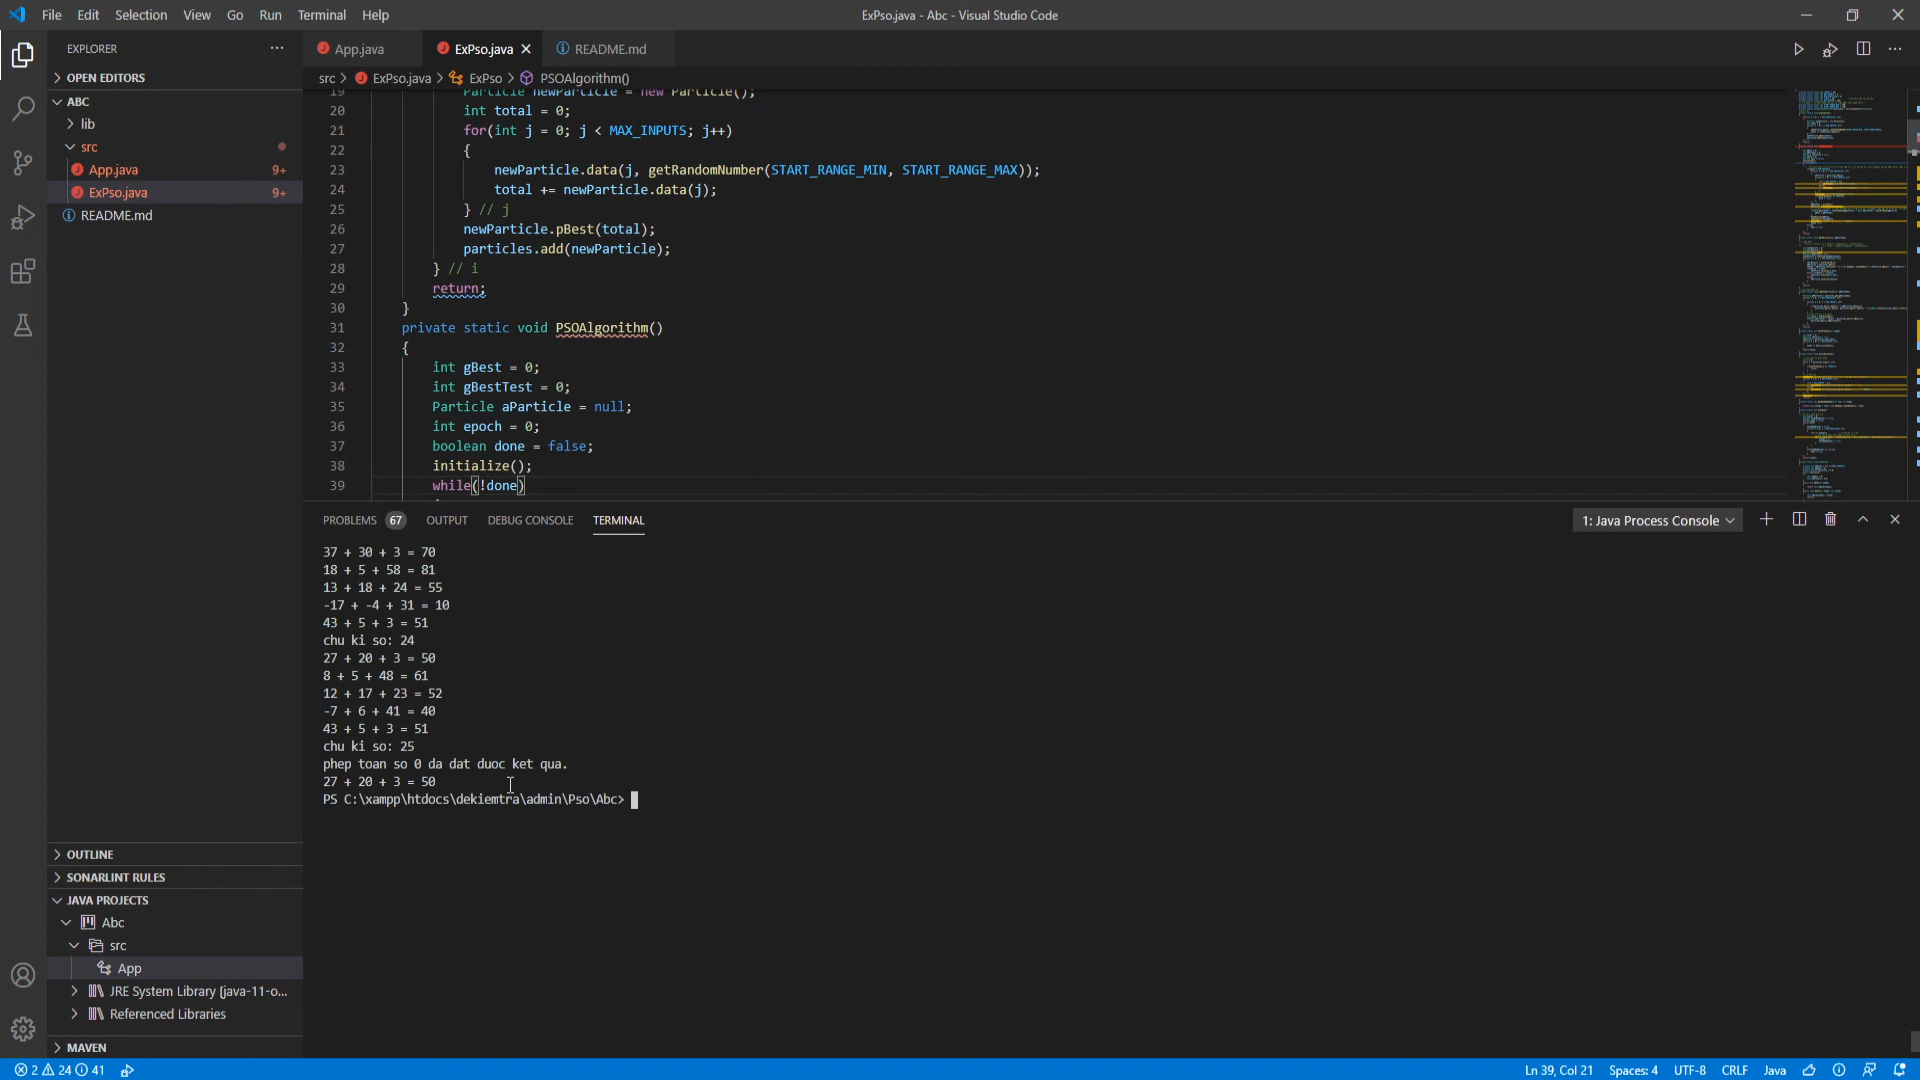 File Edit Selection View Go Run Terminal Help
ExPso.java - Abc - Visual Studio Code
EXPLORER
OPEN EDITORS
ABC
lib
src
App.java 9+
ExPso.java 9+
README.md
OUTLINE
SONARLINT RULES
JAVA PROJECTS
Abc
src
App
JRE System Library [java-11-o...
Referenced Libraries
MAVEN
App.java ExPso.java README.md
src > ExPso.java > ExPso > PSOAlgorithm()
19 Particle newParticle = new Particle();
20 int total = 0;
21 for(int j = 0; j < MAX_INPUTS; j++)
22 {
23 newParticle.data(j, getRandomNumber(START_RANGE_MIN, START_RANGE_MAX));
24 total += newParticle.data(j);
25 } // j
26 newParticle.pBest(total);
27 particles.add(newParticle);
28 } // i
29 return;
30 }
31 private static void PSOAlgorithm()
32 {
33 int gBest = 0;
34 int gBestTest = 0;
35 Particle aParticle = null;
36 int epoch = 0;
37 boolean done = false;
38 initialize();
39 while(!done)
PROBLEMS 67 OUTPUT DEBUG CONSOLE TERMINAL
1: Java Process Console
37 + 30 + 3 = 70
18 + 5 + 58 = 81
13 + 18 + 24 = 55
-17 + -4 + 31 = 10
43 + 5 + 3 = 51
chu ki so: 24
27 + 20 + 3 = 50
8 + 5 + 48 = 61
12 + 17 + 23 = 52
-7 + 6 + 41 = 40
43 + 5 + 3 = 51
chu ki so: 25
phep toan so 0 da dat duoc ket qua.
27 + 20 + 3 = 50
PS C:\xampp\htdocs\dekiemtra\admin\Pso\Abc>
2 24 41
Ln 39, Col 21 Spaces: 4 UTF-8 CRLF Java